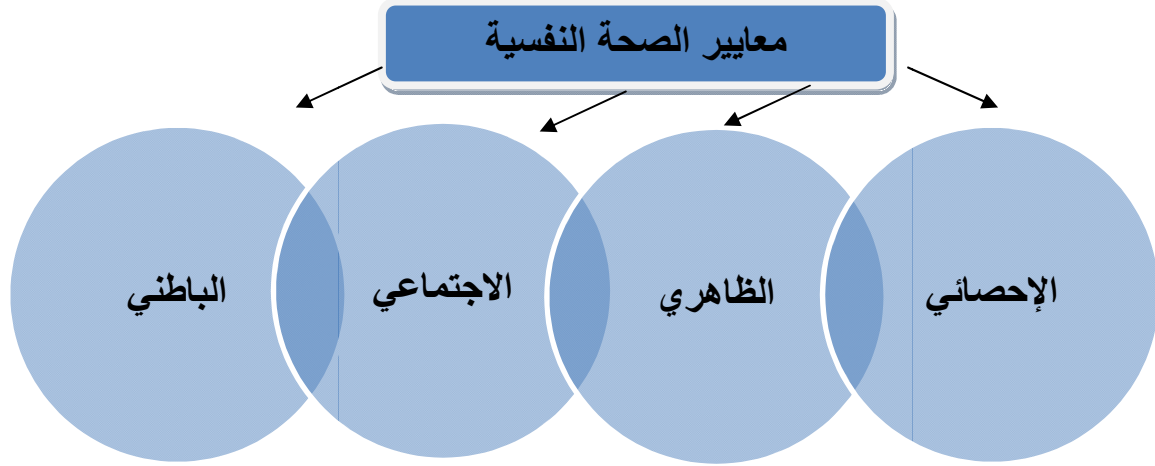 معايير الصحة النفسية
الإحصائي
الظاهري
الاجتماعي
الباطني